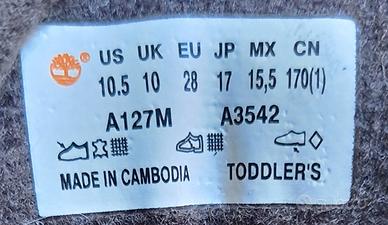 US UK EU JP MX CN
10.5 10 28 17 15,5 170(1)
A127M A3542
MADE IN CAMBODIA TODDLER'S